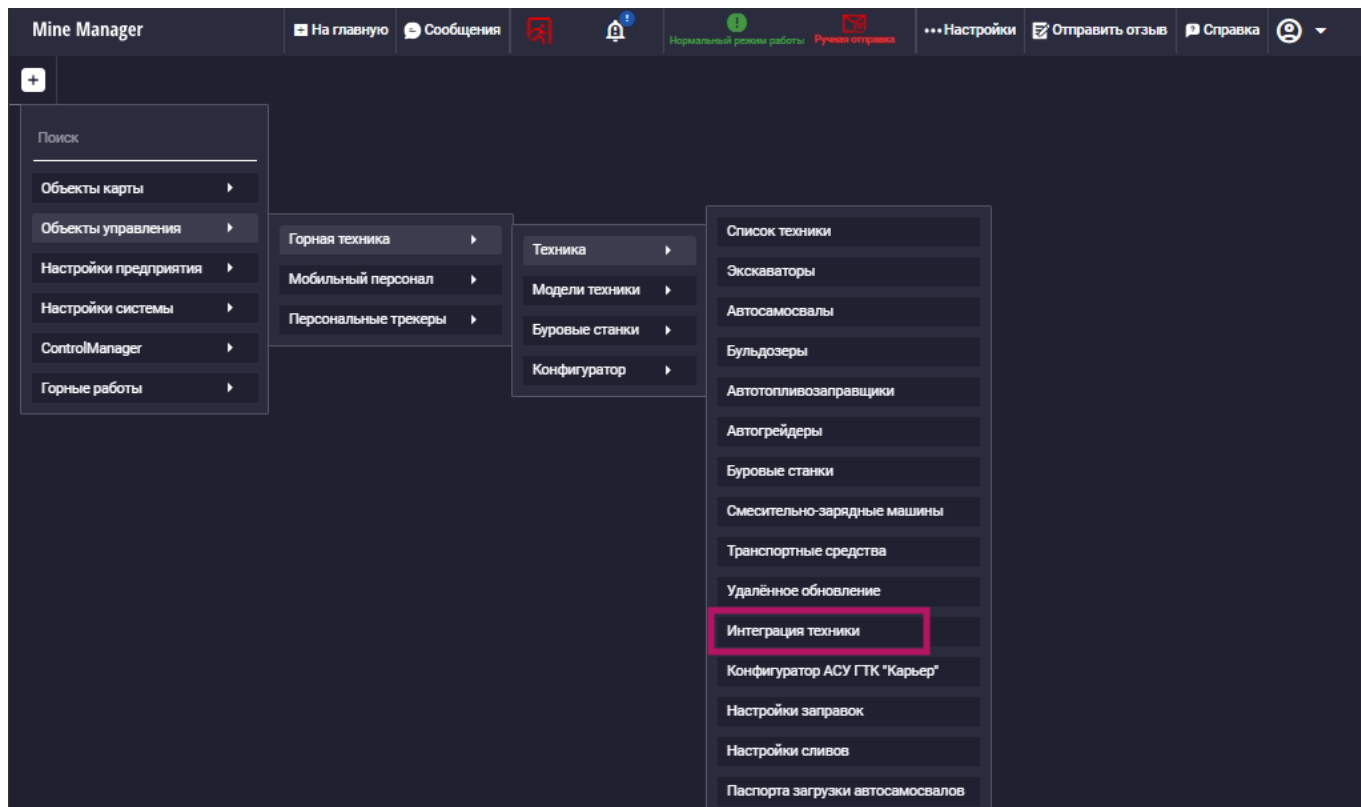 Mine Manager
На главную
Сообщения
Нормальный режим работы
Ручная отправка
Настройки
Отправить отзыв
Справка
Поиск
Объекты карты
Объекты управления
Настройки предприятия
Настройки системы
ControlManager
Горные работы
Горная техника
Мобильный персонал
Персональные трекеры
Техника
Модели техники
Буровые станки
Конфигуратор
Список техники
Экскаваторы
Автосамосвалы
Бульдозеры
Автотопливозаправщики
Автогрейдеры
Буровые станки
Смесительно-зарядные машины
Транспортные средства
Удалённое обновление
Интеграция техники
Конфигуратор АСУ ГТК "Карьер"
Настройки заправок
Настройки сливов
Паспорта загрузки автосамосвалов